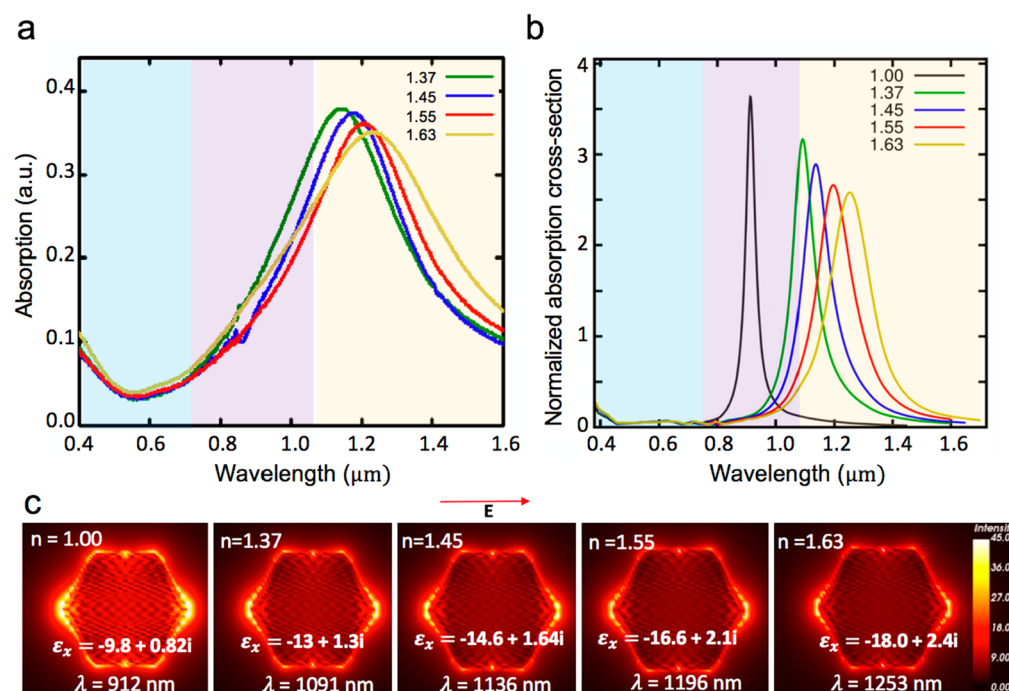 a
Absorption (a.u.)
0.4
0.3
0.2
0.1
0.0
0.4 0.6 0.8 1.0 1.2 1.4 1.6
Wavelength (μm)
1.37
1.45
1.55
1.63
b
Normalized absorption cross-section
4
3
2
1
0
0.4 0.6 0.8 1.0 1.2 1.4 1.6
Wavelength (μm)
1.00
1.37
1.45
1.55
1.63
c
E
n = 1.00
εx = -9.8 + 0.82i
λ = 912 nm
n=1.37
εx = -13 + 1.3i
λ = 1091 nm
n=1.45
εx = -14.6 + 1.64i
λ = 1136 nm
n=1.55
εx = -16.6 + 2.1i
λ = 1196 nm
n=1.63
εx = -18.0 + 2.4i
λ = 1253 nm
45.0
36.0
27.0
18.0
9.00
0.00